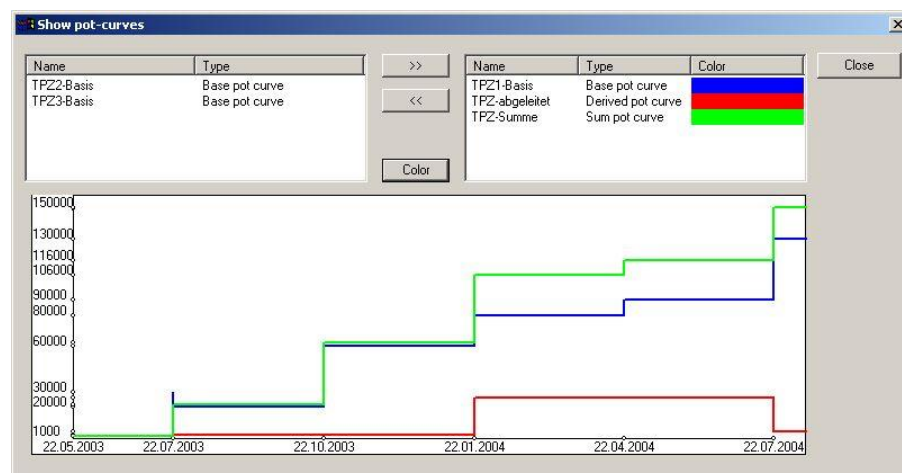 Show pot-curves
Name Type
TPZ2-Basis Base pot curve
TPZ3-Basis Base pot curve
>>
<<
Color
Name Type Color
TPZ1-Basis Base pot curve
TPZ-abgeleitet Derived pot curve
TPZ-Summe Sum pot curve
Close
150000
130000
116000
106000
90000
80000
60000
30000
20000
1000
22.05.2003 22.07.2003 22.10.2003 22.01.2004 22.04.2004 22.07.2004